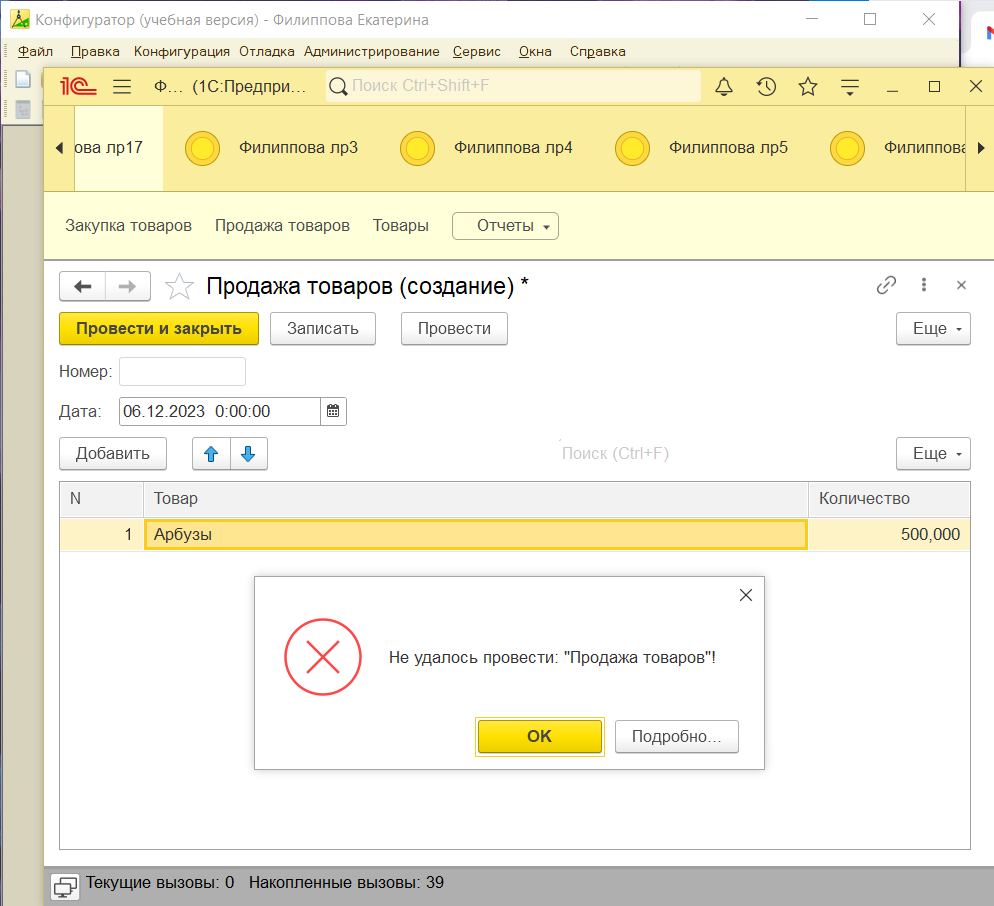 Конфигуратор (учебная версия) - Филиппова Екатерина
Файл Правка Конфигурация Отладка Администрирование Сервис Окна Справка
1С Ф... (1С:Предпри... Поиск Ctrl+Shift+F
ова лр17 Филиппова лр3 Филиппова лр4 Филиппова лр5 Филиппова
Закупка товаров Продажа товаров Товары Отчеты
Продажа товаров (создание) *
Провести и закрыть Записать Провести Еще
Номер:
Дата: 06.12.2023 0:00:00
Добавить Поиск (Ctrl+F) Еще
N Товар Количество
1 Арбузы 500,000
Не удалось провести: "Продажа товаров"!
OK Подробно...
Текущие вызовы: 0 Накопленные вызовы: 39